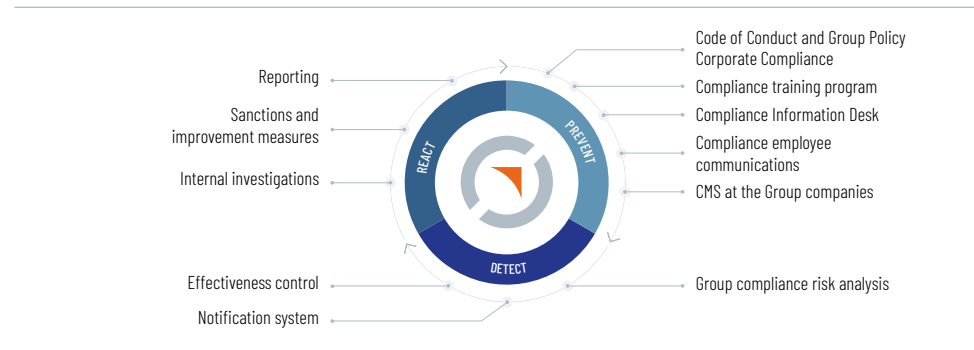 Code of Conduct and Group Policy
Corporate Compliance
Compliance training program
Compliance Information Desk
Compliance employee
communications
CMS at the Group companies
Group compliance risk analysis
Reporting
Sanctions and
improvement measures
Internal investigations
Effectiveness control
Notification system
REACT
PREVENT
DETECT